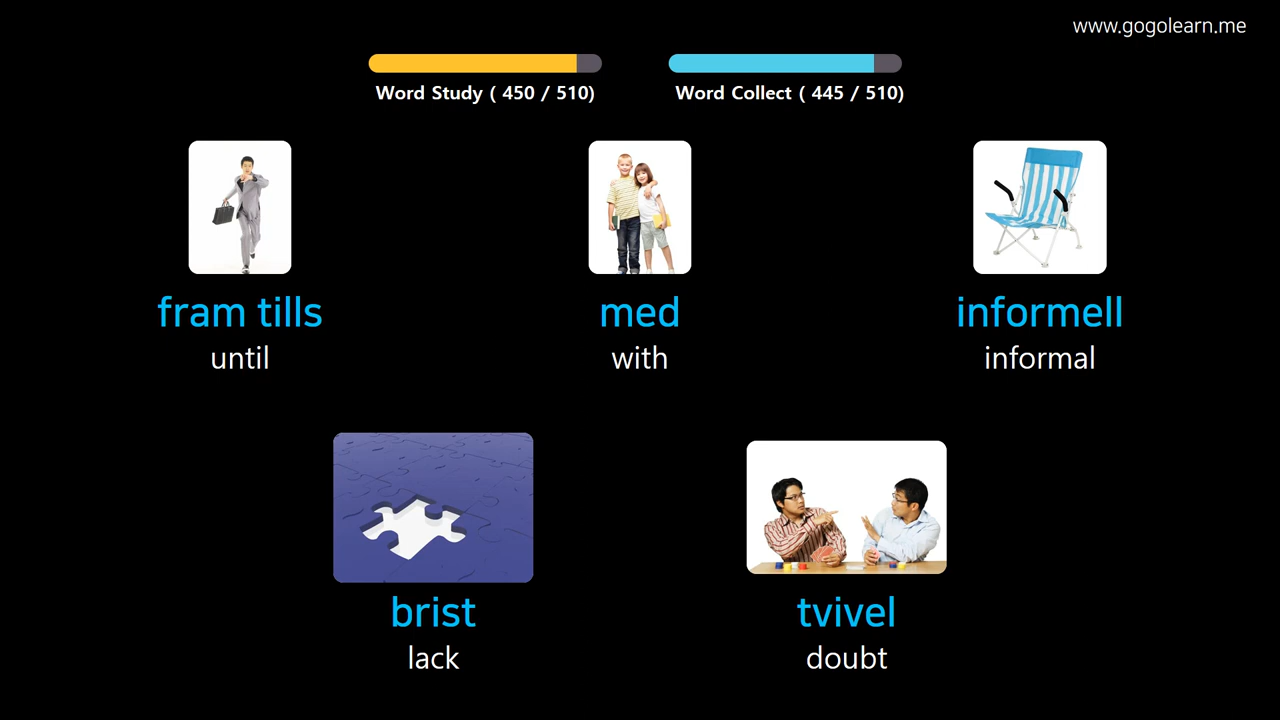 www.gogolearn.me
Word Study ( 450 / 510)
Word Collect ( 445 / 510)
fram tills
until
med
with
informell
informal
brist
lack
tvivel
doubt